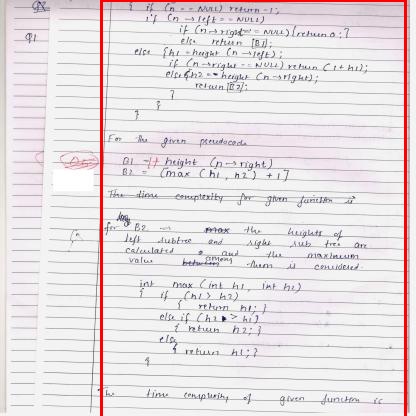 Q1
{ if (n == NULL) return -1;
if (n → left == NULL)
if (n → right == NULL) {return 0;}
else return [B1];
else {h1 = height (n → left);
if (n → right == NULL) return (1+h1);
else {h2 = height (n → right);
return [B2];
}
}
}
For the given pseudocode
B1 - 1+ height (n → right)
B2 = (max (h1, h2) + 1]
The time complexity for given function is
for B2 → the heights of
left subtree and right sub tree are
calculated and the maximum
value among them is considered
int max (int h1, int h2)
{ if (h1 > h2)
{ return h1; }
else if (h2 > h1)
{ return h2; }
else
{ return h1; }
}
The time complexity of given function is